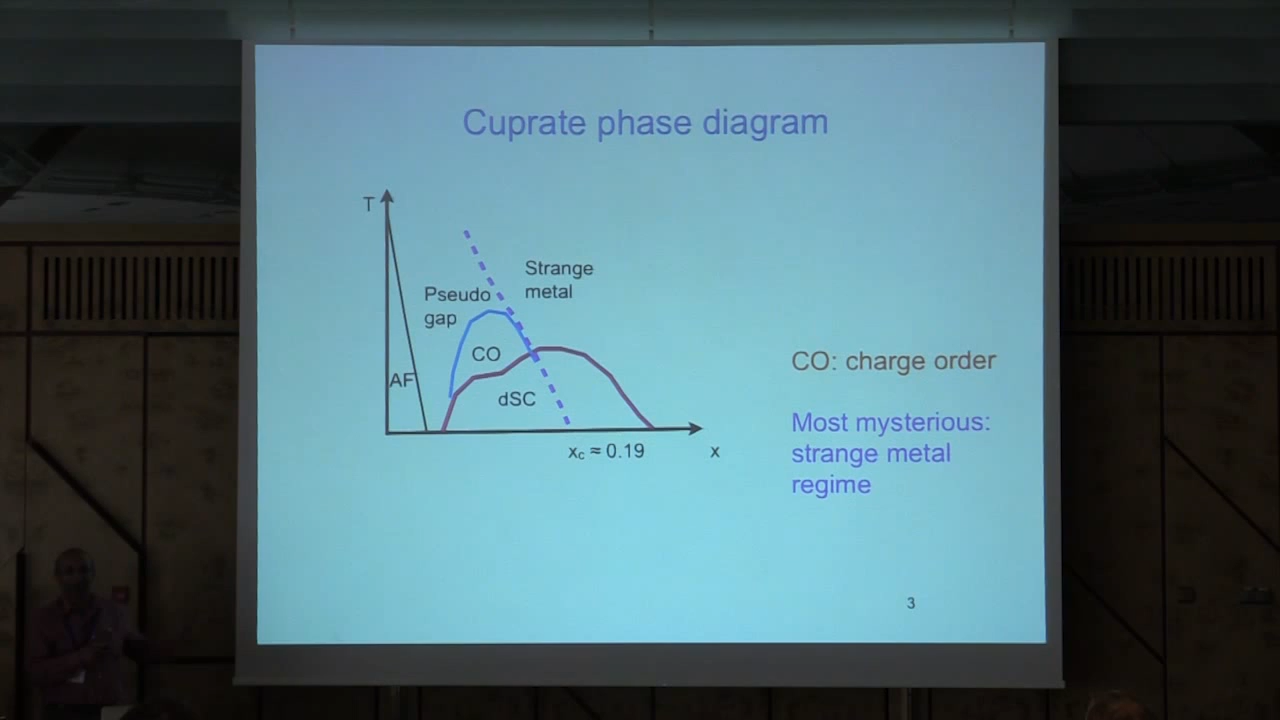 Cuprate phase diagram
T
Strange
metal
Pseudo
gap
CO
AF
dSC
xc ≈ 0.19
x
CO: charge order
Most mysterious:
strange metal
regime
3